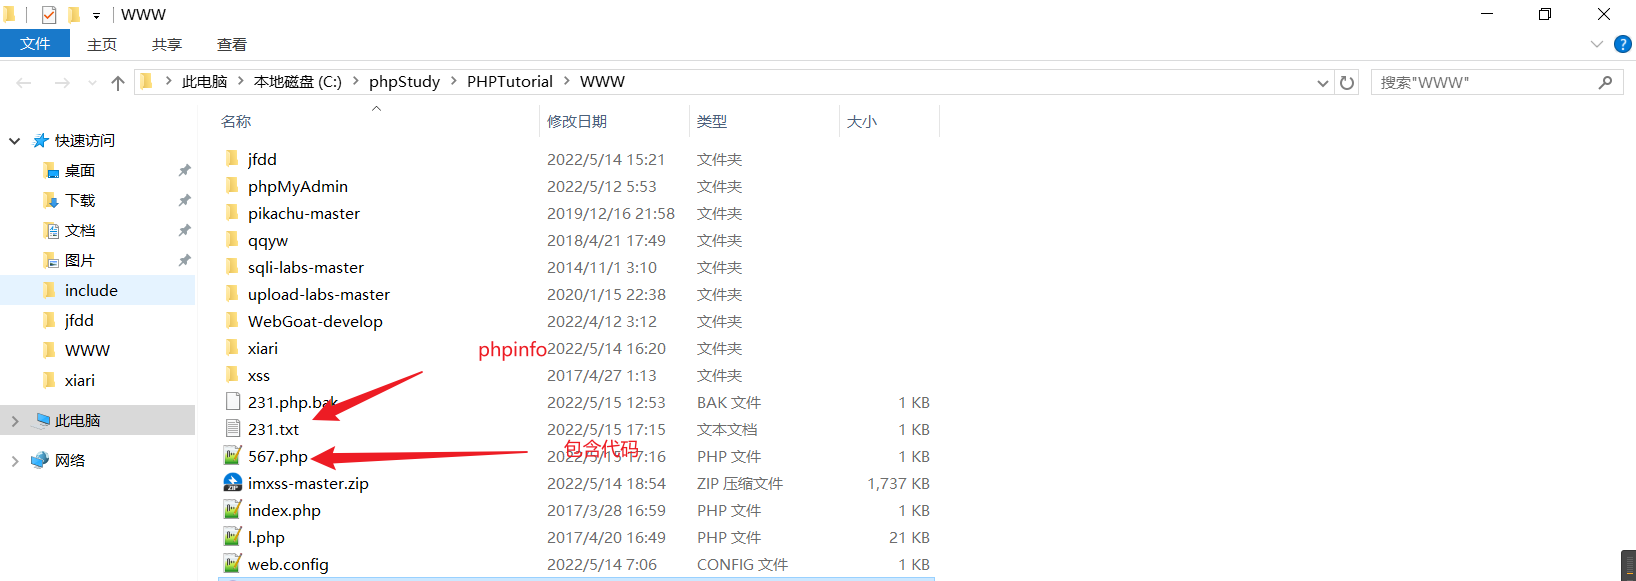 WWW
文件 主页 共享 查看
此电脑 本地磁盘 (C:) phpStudy PHPTutorial WWW 搜索"WWW"
名称 修改日期 类型 大小
快速访问
桌面
下载
文档
图片
include
jfdd
WWW
xiari
此电脑
网络
jfdd 2022/5/14 15:21 文件夹
phpMyAdmin 2022/5/12 5:53 文件夹
pikachu-master 2019/12/16 21:58 文件夹
qqyw 2018/4/21 17:49 文件夹
sqli-labs-master 2014/11/1 3:10 文件夹
upload-labs-master 2020/1/15 22:38 文件夹
WebGoat-develop 2022/4/12 3:12 文件夹
xiari 2022/5/14 16:20 文件夹
phpinfo
xss 2017/4/27 1:13 文件夹
231.php.bak 2022/5/15 12:53 BAK 文件 1 KB
231.txt 2022/5/15 17:15 文本文档 1 KB
包含代码
567.php 2022/5/15 17:16 PHP 文件 1 KB
imxss-master.zip 2022/5/14 18:54 ZIP 压缩文件 1,737 KB
index.php 2017/3/28 16:59 PHP 文件 1 KB
l.php 2017/4/20 16:49 PHP 文件 21 KB
web.config 2022/5/14 7:06 CONFIG 文件 1 KB